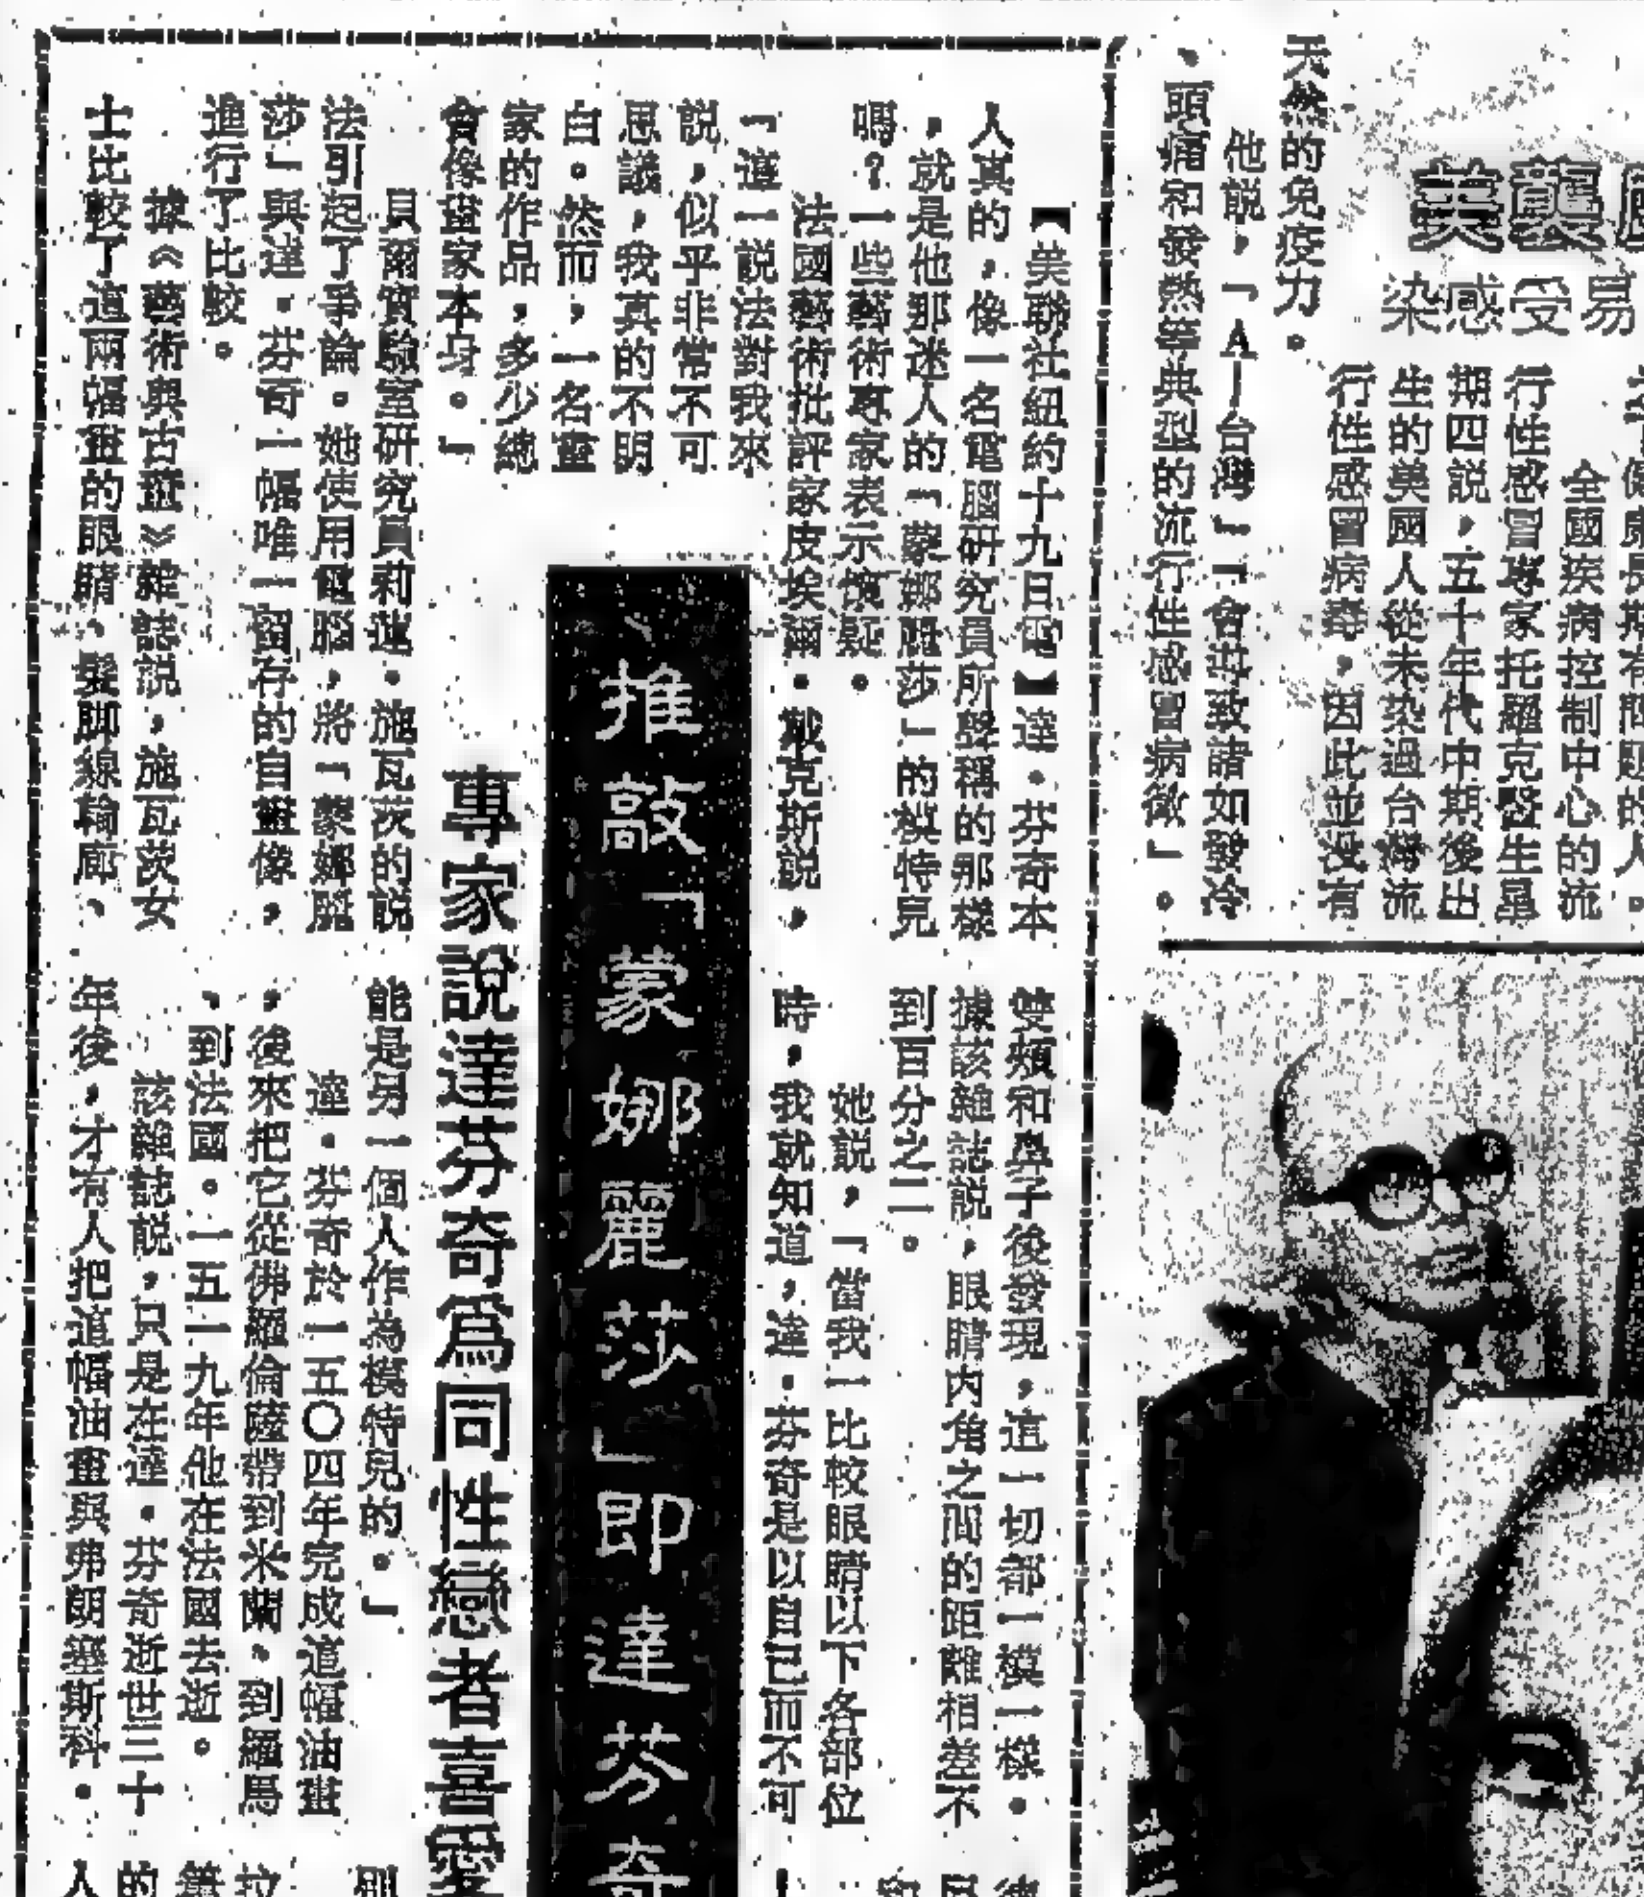 美襲
易受感染
全國疾病控制中心的流
行性感冒專家托羅克醫生星
期四説，五十年代中期後出
生的美國人從未染過台灣流
行性感冒病毒，因此並沒有
天然的免疫力。
他説，「A—台灣」「會導致諸如發冷
、頭痛和發熱等典型的流行性感冒病徵」。
推敲「蒙娜麗莎」即達芬奇
專家説達芬奇爲同性戀者喜愛
【美聯社紐約十九日電】達·芬奇本
人真的，像一名電腦研究員所聲稱的那樣
，就是他那迷人的「蒙娜麗莎」的模特兒
嗎？一些藝術專家表示懷疑。
法國藝術批評家皮埃爾·戴克斯説，
「這一説法對我來
説，似乎非常不可
思議，我真的不明
白。然而，一名畫
家的作品，多少總
會像畫家本身。」
貝爾實驗室研究員莉蓮·施瓦茨的説
法引起了爭論。她使用電腦，將「蒙娜麗
莎」與達·芬奇一幅唯一留存的自畫像，
進行了比較。
據《藝術與古董》雜誌説，施瓦茨女
士比較了這兩幅畫的眼睛、髮脚線輪廓、
雙頰和鼻子後發現，這一切都一模一樣。
據該雜誌説，眼睛内角之間的距離相差不
到百分之二。
她説，「當我一比較眼睛以下各部位
時，我就知道，達·芬奇是以自己而不可
能是另一個人作為模特兒的。」
達·芬奇於一五〇四年完成這幅油畫
，後來把它從佛羅倫薩帶到米蘭，到羅馬
、到法國。一五一九年他在法國去逝。
該雜誌説，只是在達·芬奇逝世三十
年後，才有人把這幅油畫與弗朗塞斯科·